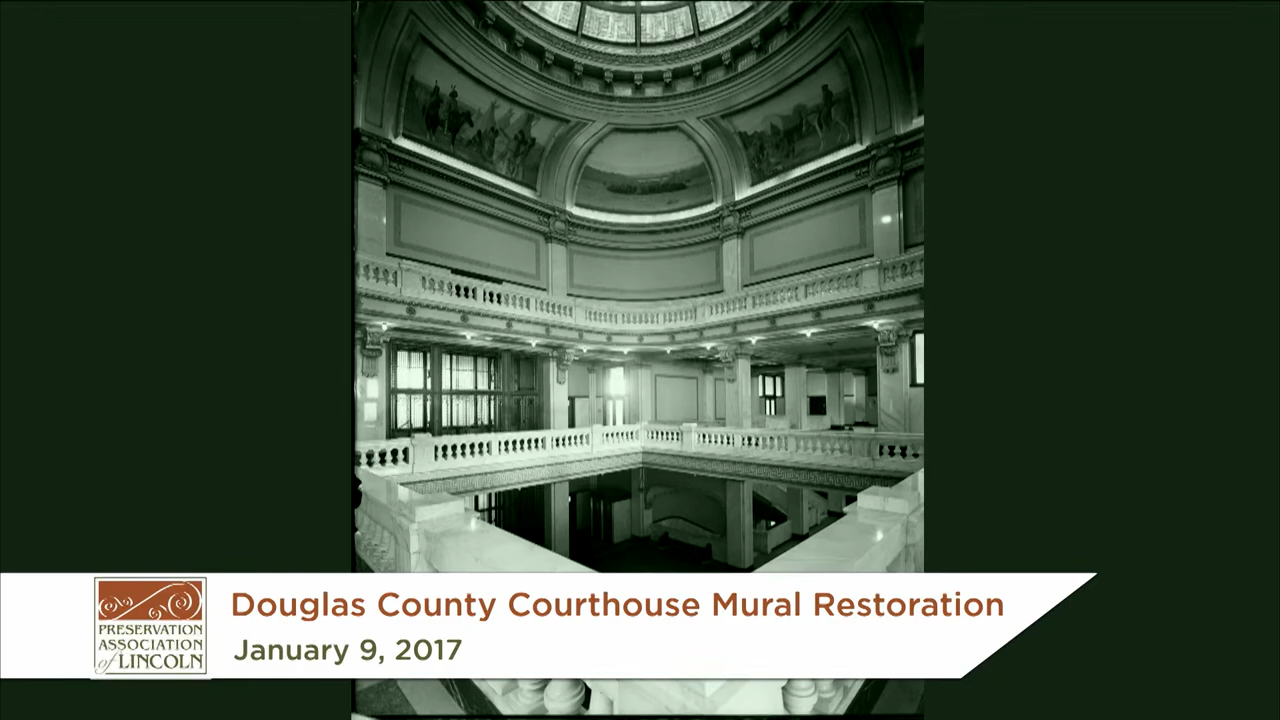 Douglas County Courthouse Mural Restoration
January 9, 2017
PRESERVATION
ASSOCIATION
of LINCOLN